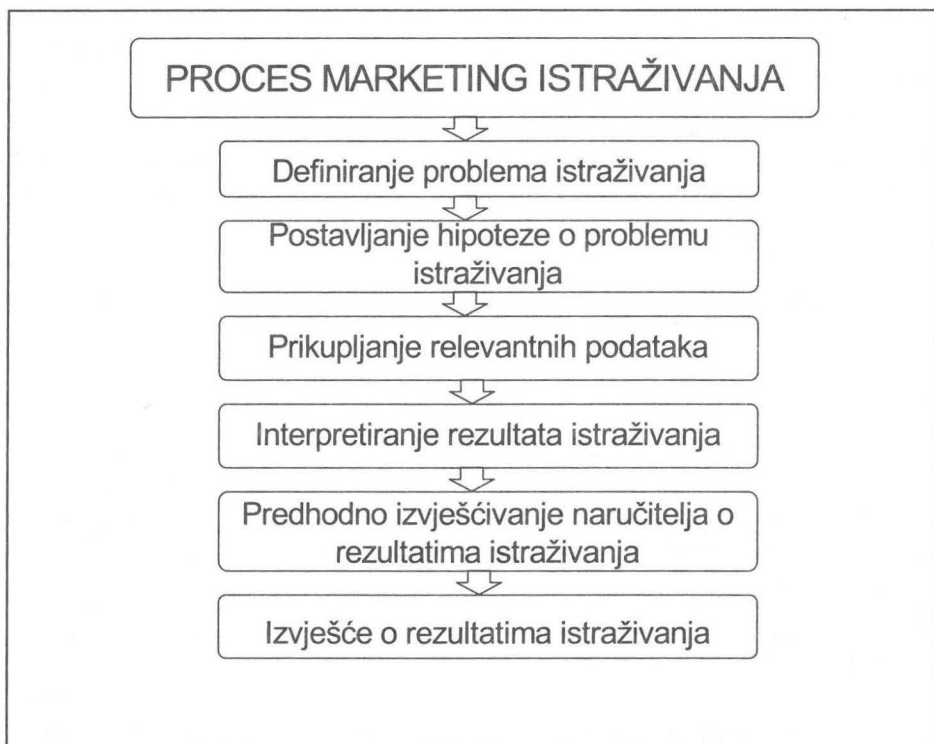 PROCES MARKETING ISTRAŽIVANJA
Definiranje problema istraživanja
Postavljanje hipoteze o problemu
istraživanja
Prikupljanje relevantnih podataka
Interpretiranje rezultata istraživanja
Predhodno izvješćivanje naručitelja o
rezultatima istraživanja
Izvješće o rezultatima istraživanja